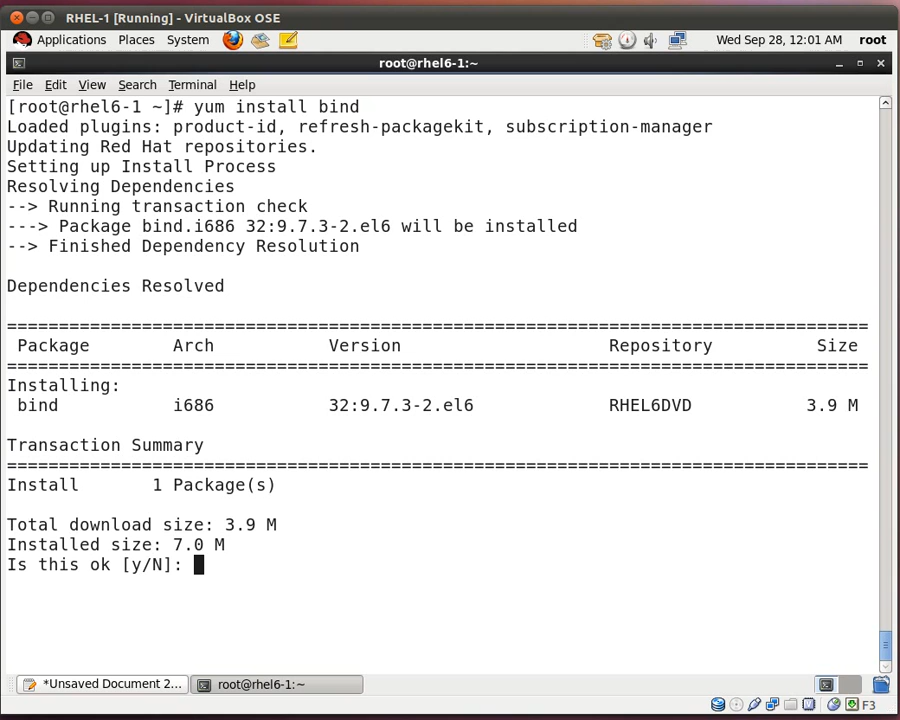 RHEL-1 [Running] - VirtualBox OSE
Applications Places System Wed Sep 28, 12:01 AM root
root@rhel6-1:~
File Edit View Search Terminal Help
[root@rhel6-1 ~]# yum install bind
Loaded plugins: product-id, refresh-packagekit, subscription-manager
Updating Red Hat repositories.
Setting up Install Process
Resolving Dependencies
--> Running transaction check
---> Package bind.i686 32:9.7.3-2.el6 will be installed
--> Finished Dependency Resolution
Dependencies Resolved
===================================================================================
Package Arch Version Repository Size
===================================================================================
Installing:
bind i686 32:9.7.3-2.el6 RHEL6DVD 3.9 M
Transaction Summary
===================================================================================
Install 1 Package(s)
Total download size: 3.9 M
Installed size: 7.0 M
Is this ok [y/N]:
*Unsaved Document 2... root@rhel6-1:~
F3